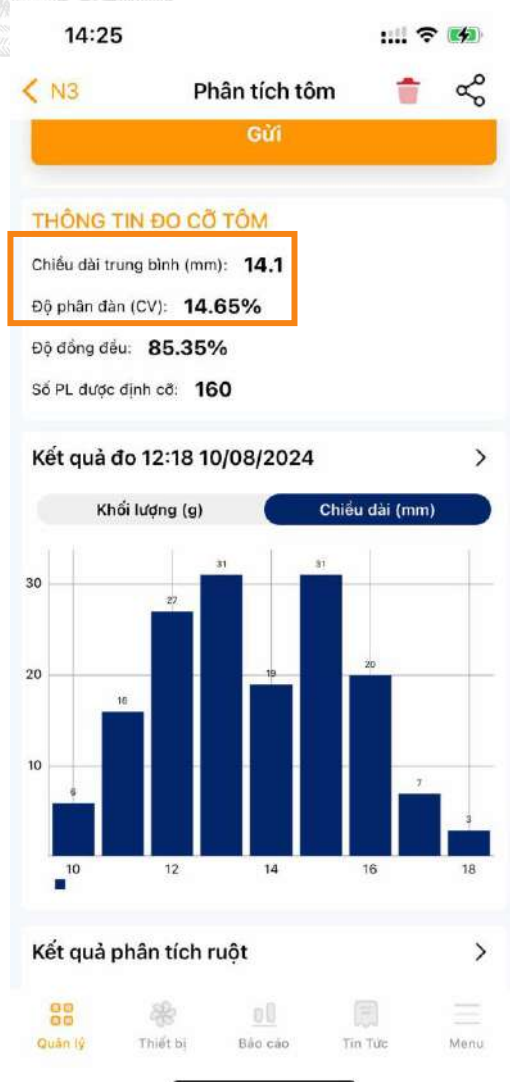 14:25
N3
Phân tích tôm
Gửi
THÔNG TIN ĐO CỠ TÔM
Chiều dài trung bình (mm): 14.1
Độ phân đàn (CV): 14.65%
Độ đồng đều: 85.35%
Số PL được định cỡ: 160
Kết quả đo 12:18 10/08/2024
Khối lượng (g) Chiều dài (mm)
31 31
30
27
20
20 19
16
10
7
6
3
10 12 14 16 18
Kết quả phân tích ruột
Quản lý Thiết bị Báo cáo Tin Tức Menu